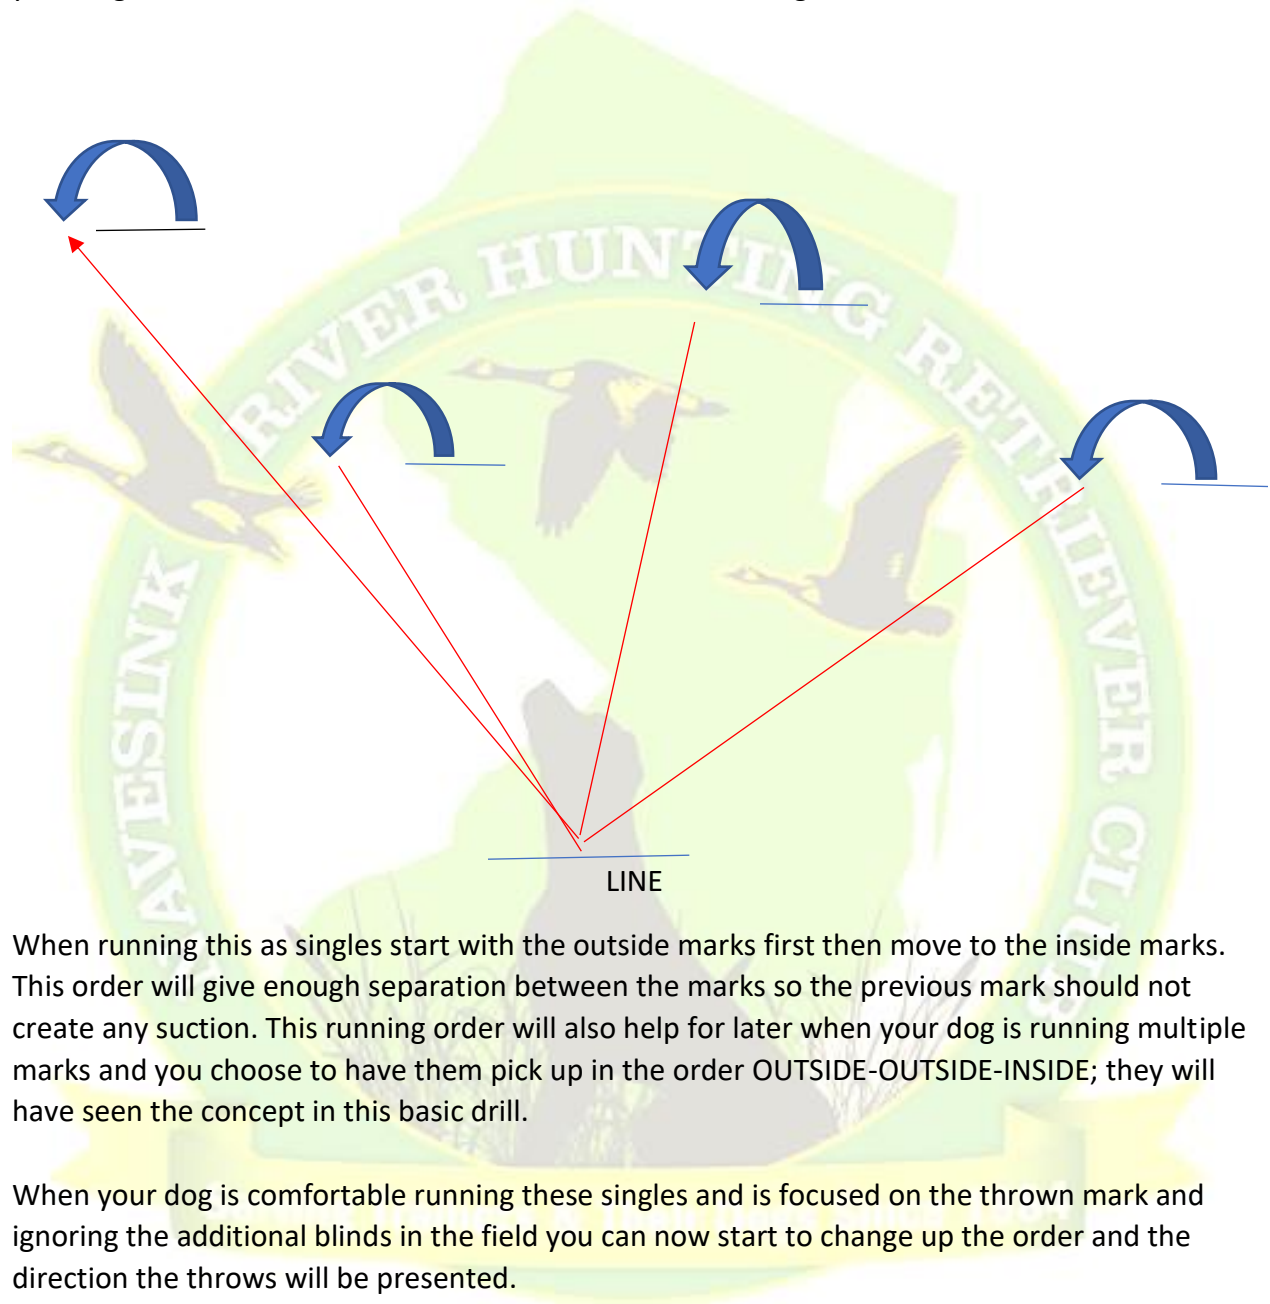 RIVER HUNTING RETRIEVER CLUB
AVESINK
LINE
When running this as singles start with the outside marks first then move to the inside marks.
This order will give enough separation between the marks so the previous mark should not
create any suction. This running order will also help for later when your dog is running multiple
marks and you choose to have them pick up in the order OUTSIDE-OUTSIDE-INSIDE; they will
have seen the concept in this basic drill.
When your dog is comfortable running these singles and is focused on the thrown mark and
ignoring the additional blinds in the field you can now start to change up the order and the
direction the throws will be presented.